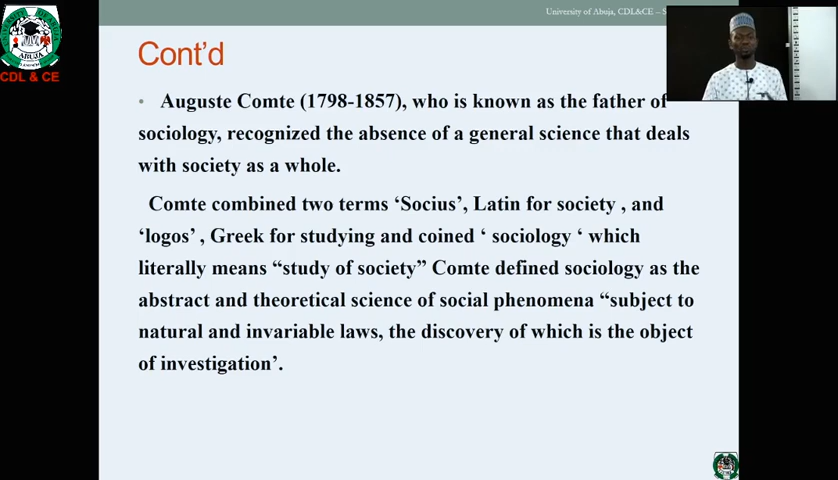 University of Abuja, CDL&CE – S
CDL & CE
Cont'd
• Auguste Comte (1798-1857), who is known as the father of
sociology, recognized the absence of a general science that deals
with society as a whole.
Comte combined two terms ‘Socius’, Latin for society , and
‘logos’ , Greek for studying and coined ‘ sociology ‘ which
literally means “study of society” Comte defined sociology as the
abstract and theoretical science of social phenomena “subject to
natural and invariable laws, the discovery of which is the object
of investigation’.